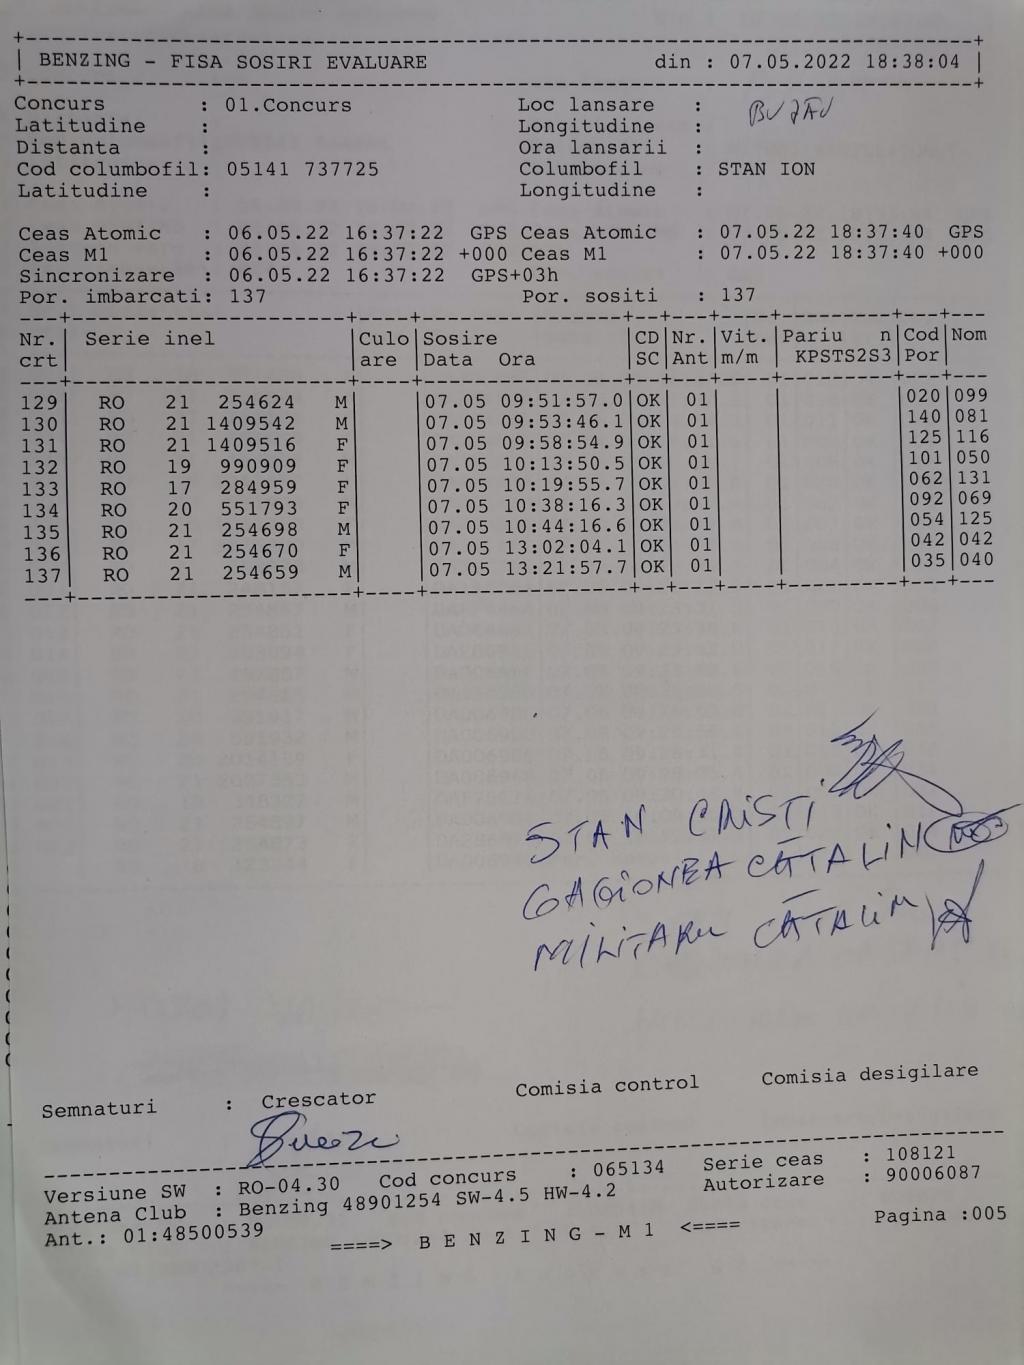 +-----------------------------------------------------------------------+
| BENZING - FISA SOSIRI EVALUARE din : 07.05.2022 18:38:04 |
+-----------------------------------------------------------------------+
Concurs : 01.Concurs Loc lansare : BUZAU
Latitudine : Longitudine :
Distanta : Ora lansarii :
Cod columbofil: 05141 737725 Columbofil : STAN ION
Latitudine : Longitudine :
Ceas Atomic : 06.05.22 16:37:22 GPS Ceas Atomic : 07.05.22 18:37:40 GPS
Ceas M1 : 06.05.22 16:37:22 +000 Ceas M1 : 07.05.22 18:37:40 +000
Sincronizare : 06.05.22 16:37:22 GPS+03h
Por. imbarcati: 137 Por. sositi : 137
Nr. | Serie inel |Culo|Sosire |CD|Nr.|Vit.|Pariu n|Cod|Nom
crt| |are |Data Ora |SC|Ant|m/m | KPSTS2S3|Por|
129| RO 21 254624 M| |07.05 09:51:57.0|OK| 01| | |020|099
130| RO 21 1409542 M| |07.05 09:53:46.1|OK| 01| | |140|081
131| RO 21 1409516 F| |07.05 09:58:54.9|OK| 01| | |125|116
132| RO 19 990909 F| |07.05 10:13:50.5|OK| 01| | |101|050
133| RO 17 284959 F| |07.05 10:19:55.7|OK| 01| | |062|131
134| RO 20 551793 F| |07.05 10:38:16.3|OK| 01| | |092|069
135| RO 21 254698 M| |07.05 10:44:16.6|OK| 01| | |054|125
136| RO 21 254670 F| |07.05 13:02:04.1|OK| 01| | |042|042
137| RO 21 254659 M| |07.05 13:21:57.7|OK| 01| | |035|040
STAN CRISTI
GAGIONEA CĂTALIN
MILITARU CĂTALIN
Semnaturi : Crescator Comisia control Comisia desigilare
Versiune SW : RO-04.30 Cod concurs : 065134 Serie ceas : 108121
Antena Club : Benzing 48901254 SW-4.5 HW-4.2 Autorizare : 90006087
Ant.: 01:48500539 ====> B E N Z I N G - M 1 <==== Pagina :005